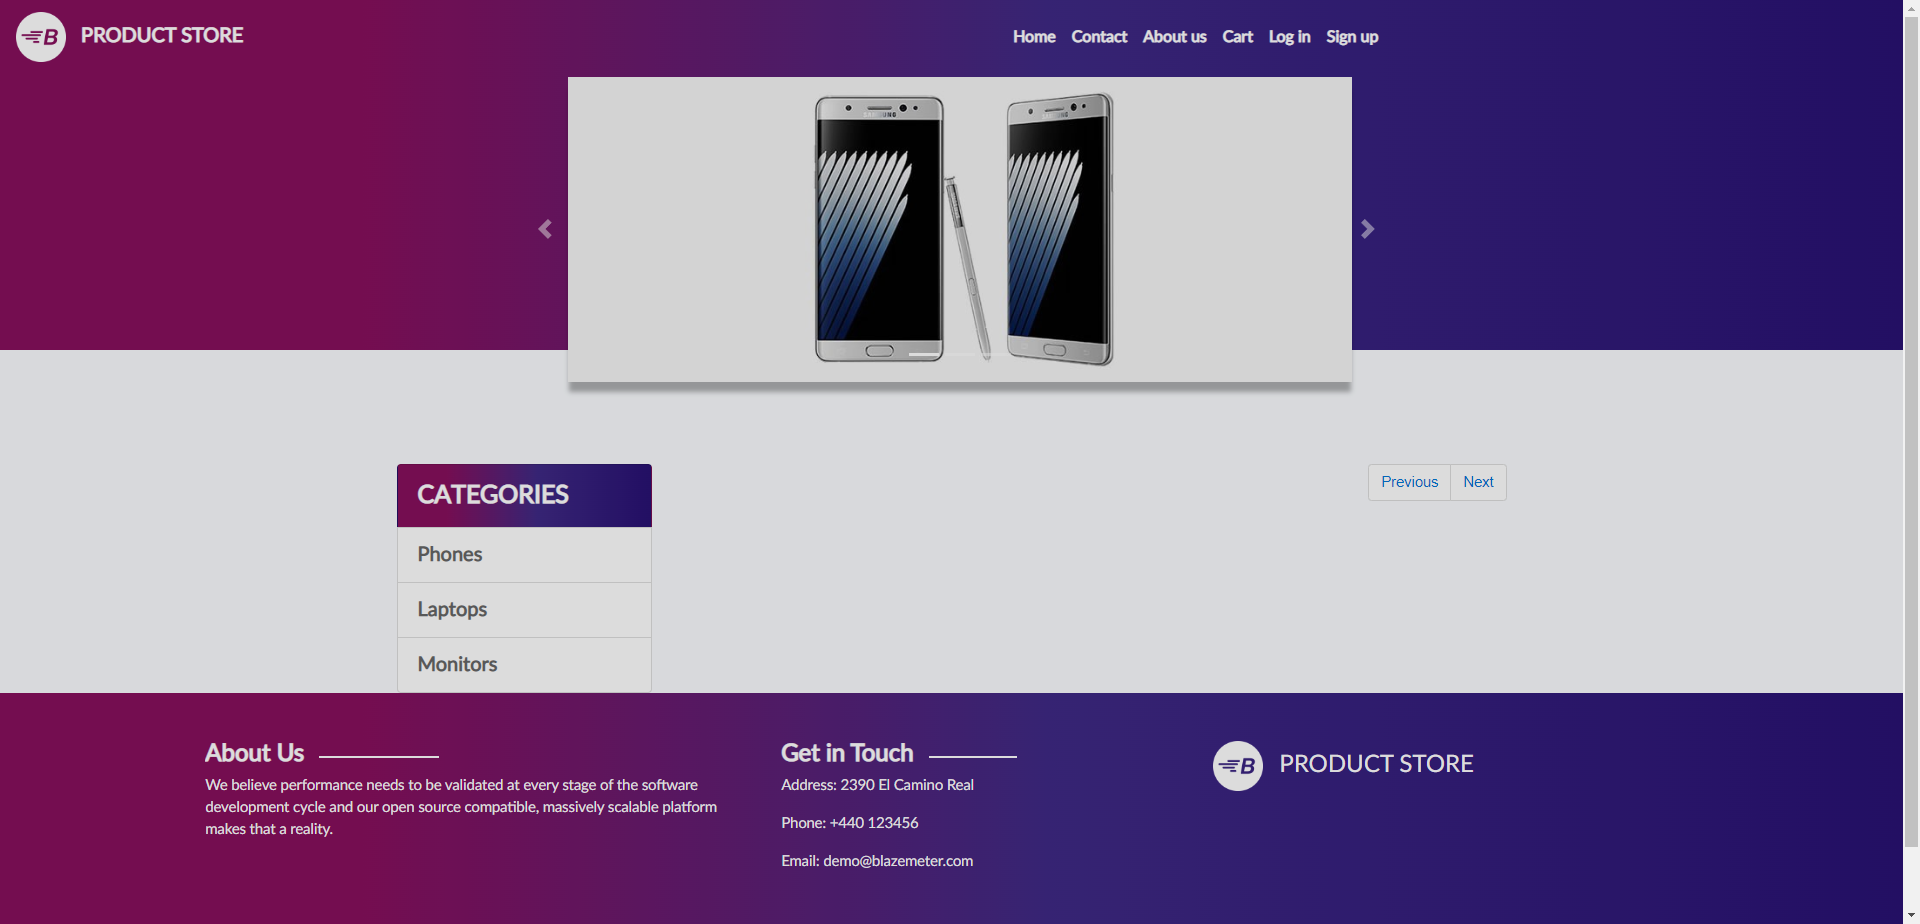 B PRODUCT STORE
Home Contact About us Cart Log in Sign up
SAMSUNG
SAMSUNG
CATEGORIES
Phones
Laptops
Monitors
Previous Next
About Us
We believe performance needs to be validated at every stage of the software
development cycle and our open source compatible, massively scalable platform
makes that a reality.
Get in Touch
Address: 2390 El Camino Real
Phone: +440 123456
Email: demo@blazemeter.com
B PRODUCT STORE